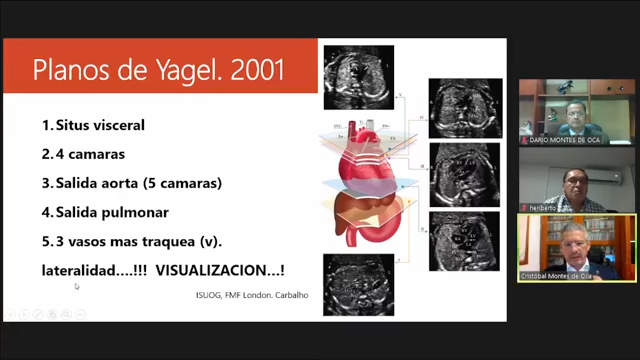 Planos de Yagel. 2001
1. Situs visceral
2. 4 camaras
3. Salida aorta (5 camaras)
4. Salida pulmonar
5. 3 vasos mas traquea (v).
lateralidad....!!! VISUALIZACION...!
ISUOG, FMF London. Carbalho
DARIO MONTES DE OCA
heriberto
Cristobal Montes de Oca